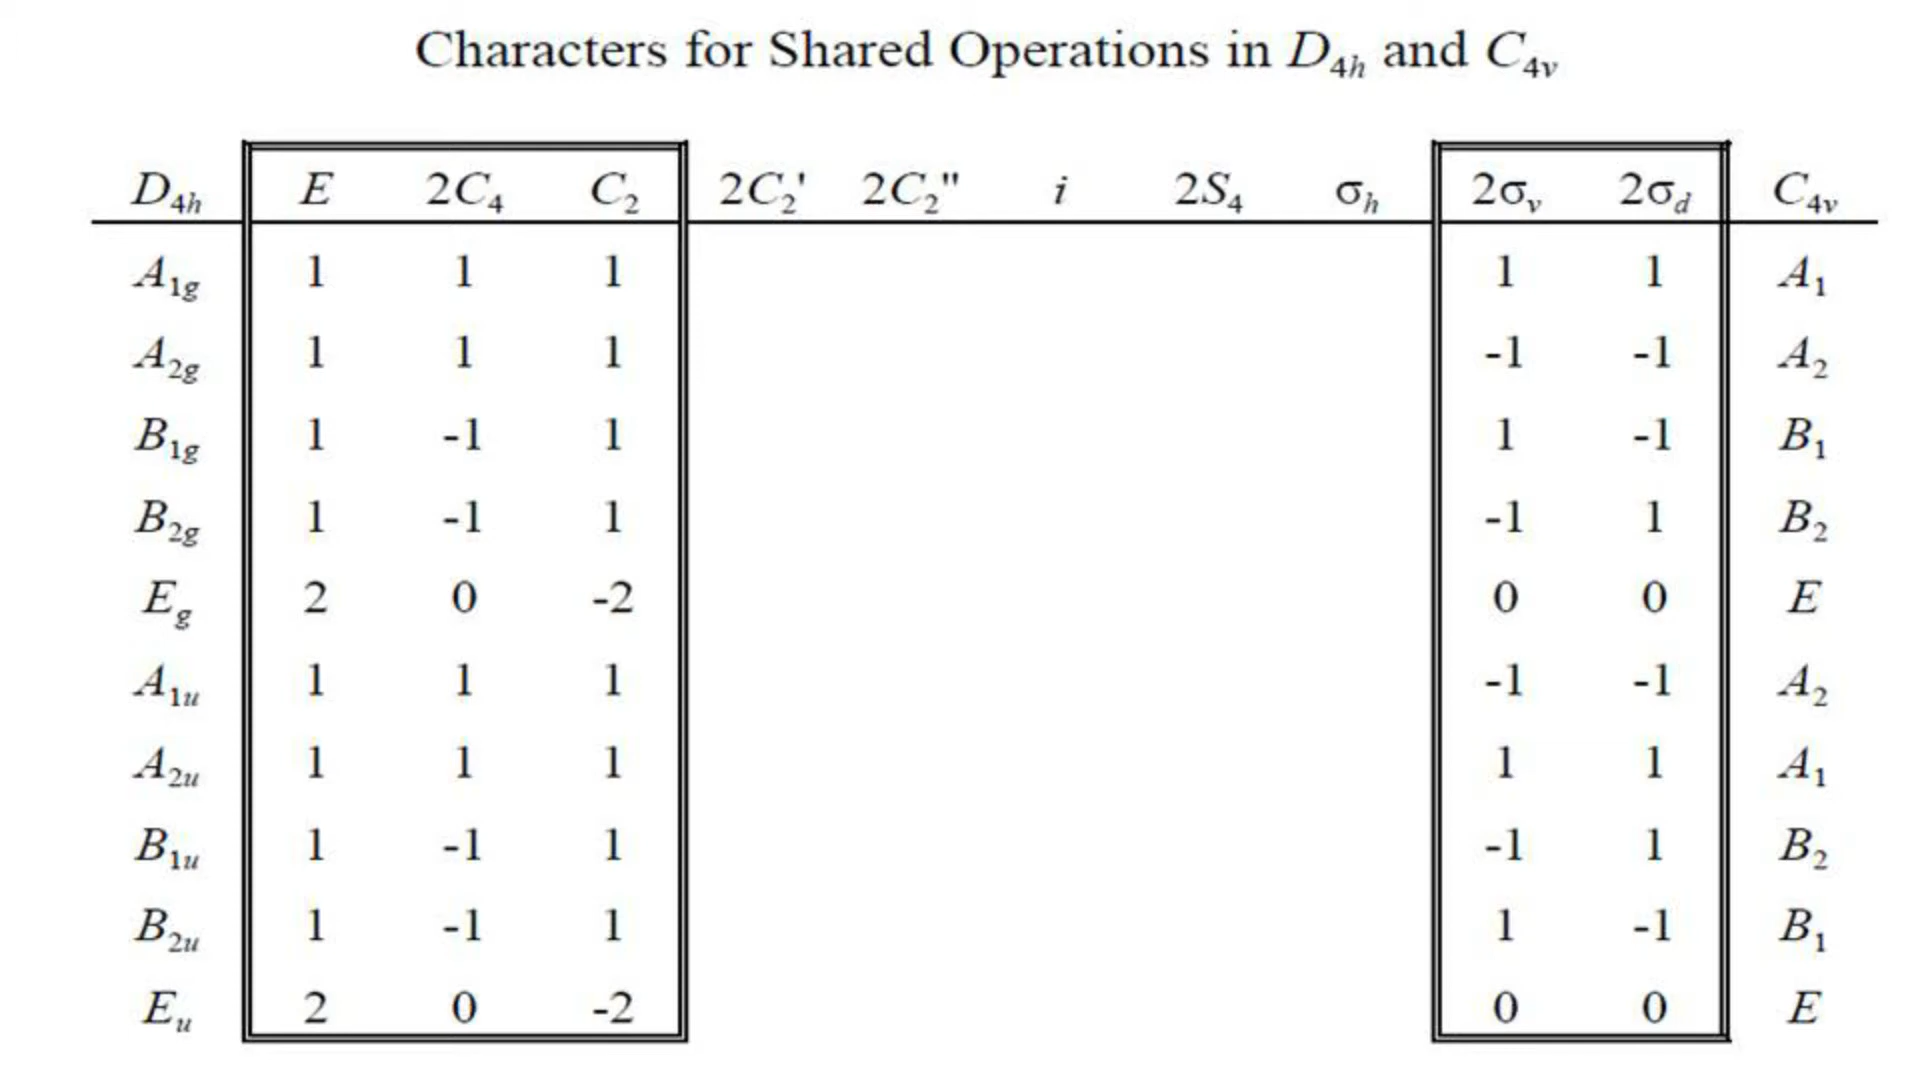 Characters for Shared Operations in D4h and C4v
D4h E 2C4 C2 2C2' 2C2" i 2S4 σh 2σv 2σd C4v
A1g 1 1 1 1 1 A1
A2g 1 1 1 -1 -1 A2
B1g 1 -1 1 1 -1 B1
B2g 1 -1 1 -1 1 B2
Eg 2 0 -2 0 0 E
A1u 1 1 1 -1 -1 A2
A2u 1 1 1 1 1 A1
B1u 1 -1 1 -1 1 B2
B2u 1 -1 1 1 -1 B1
Eu 2 0 -2 0 0 E